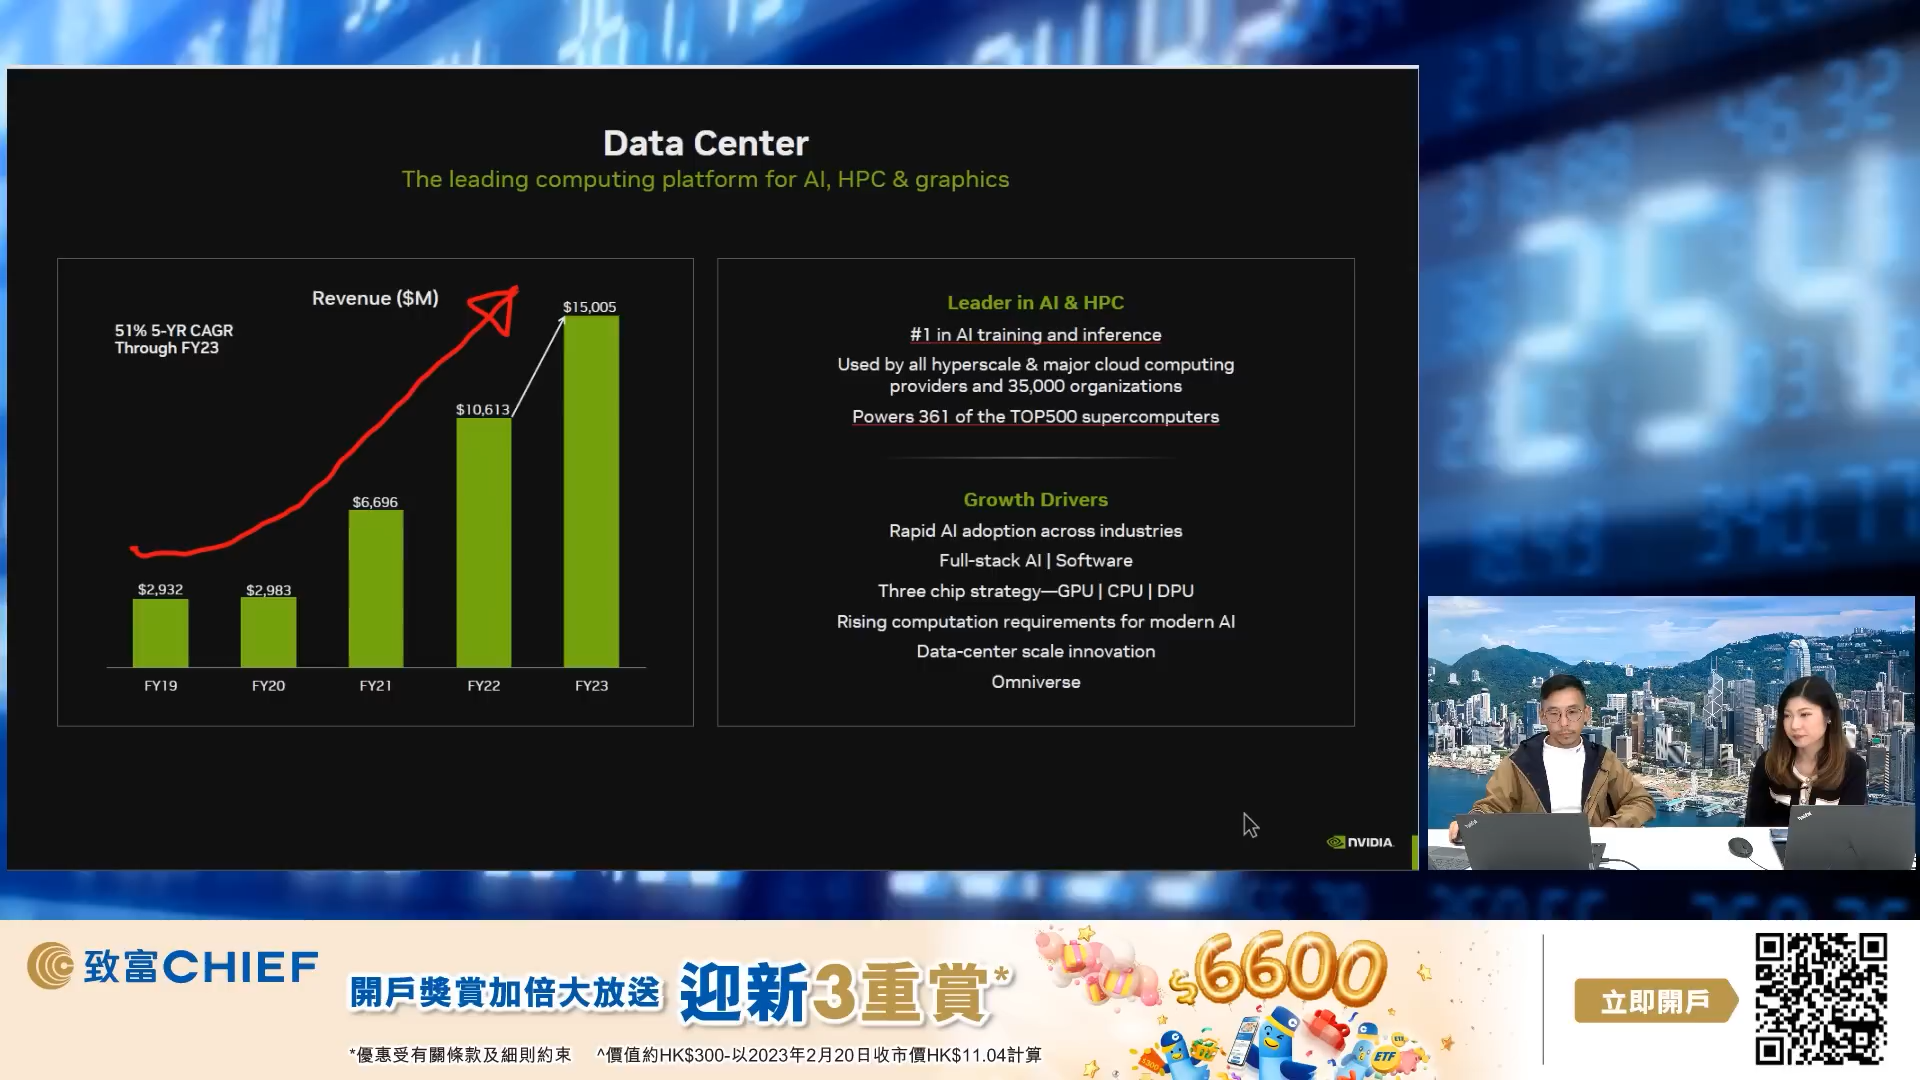 Data Center
The leading computing platform for AI, HPC & graphics
Revenue ($M)
51% 5-YR CAGR
Through FY23
$2,932
$2,983
$6,696
$10,613
$15,005
FY19
FY20
FY21
FY22
FY23
Leader in AI & HPC
#1 in AI training and inference
Used by all hyperscale & major cloud computing
providers and 35,000 organizations
Powers 361 of the TOP500 supercomputers
Growth Drivers
Rapid AI adoption across industries
Full-stack AI | Software
Three chip strategy—GPU | CPU | DPU
Rising computation requirements for modern AI
Data-center scale innovation
Omniverse
NVIDIA
254
ThinkPad
ThinkPad
致富CHIEF
開戶獎賞加倍大放送
迎新3重賞*
$6600
ETF
立即開戶
*優惠受有關條款及細則約束 ^價值約HK$300-以2023年2月20日收市價HK$11.04計算